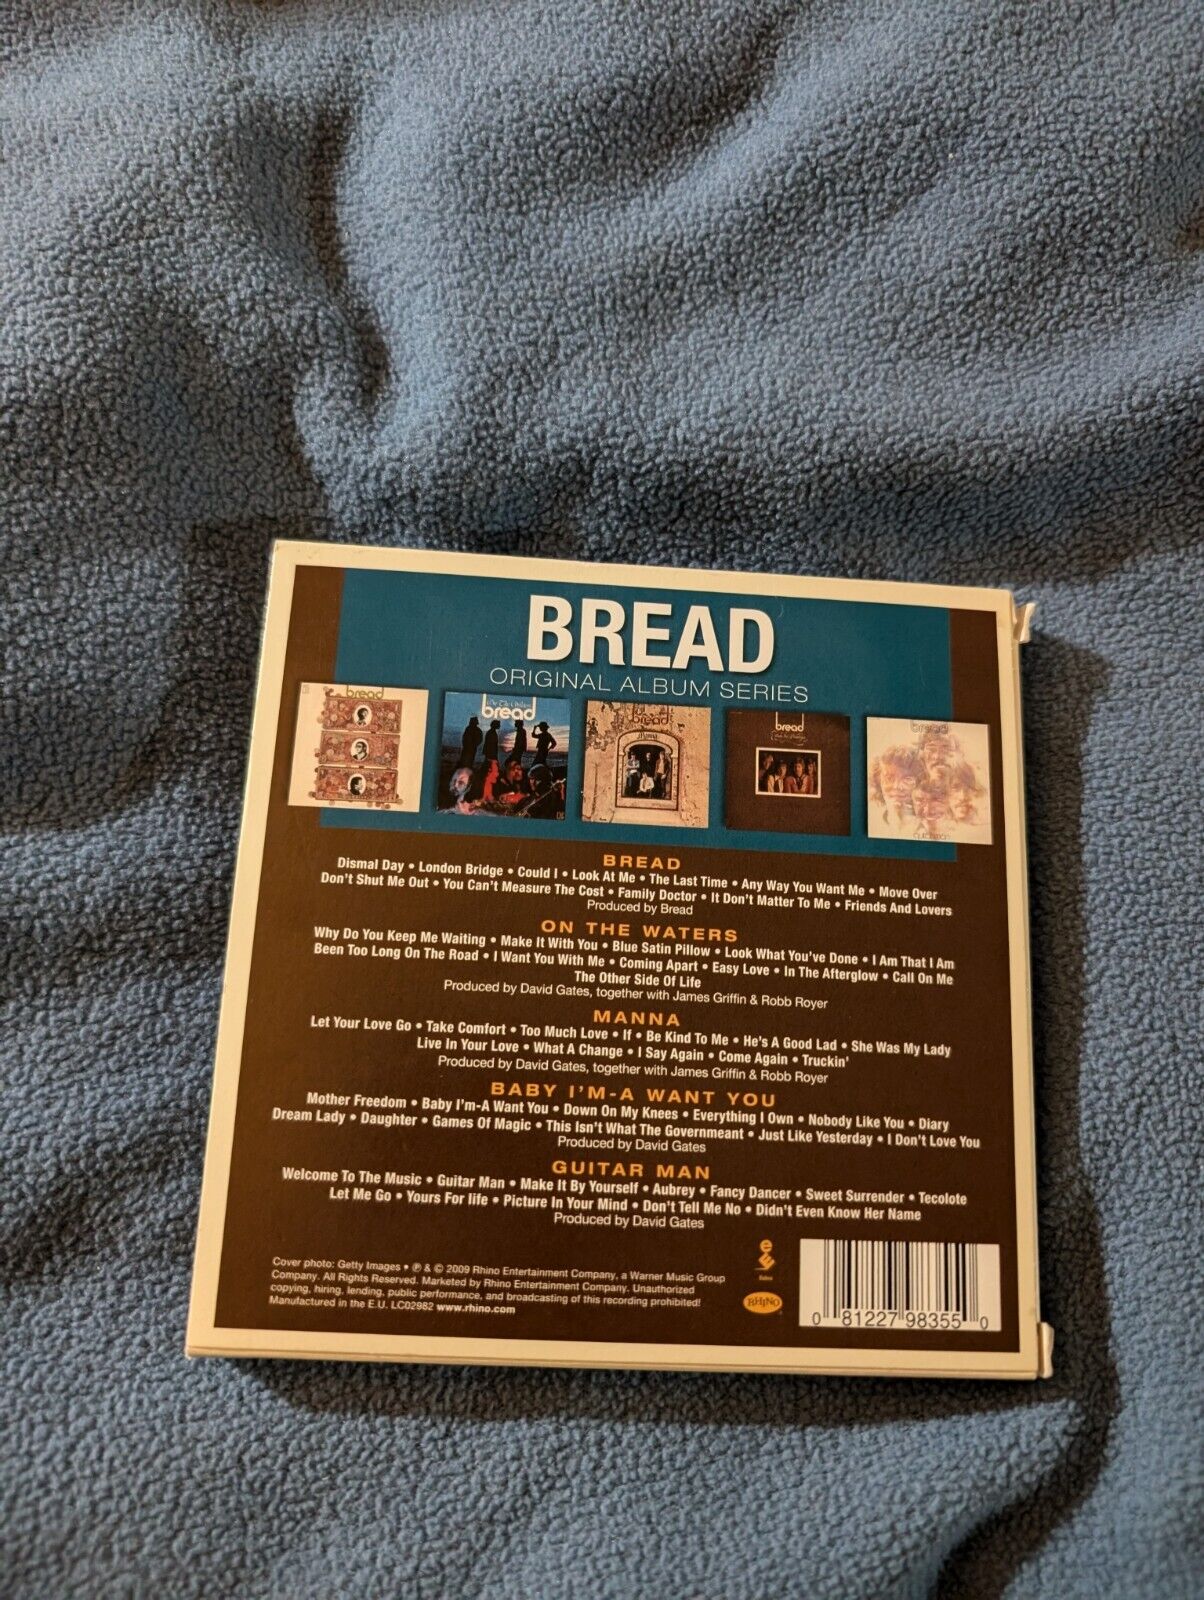 BREAD
ORIGINAL ALBUM SERIES
bread
bread
bread
Manna
bread
bread
BREAD
Dismal Day • London Bridge • Could I • Look At Me • The Last Time • Any Way You Want Me • Move Over
Don't Shut Me Out • You Can't Measure The Cost • Family Doctor • It Don't Matter To Me • Friends And Lovers
Produced by Bread
ON THE WATERS
Why Do You Keep Me Waiting • Make It With You • Blue Satin Pillow • Look What You've Done • I Am That I Am
Been Too Long On The Road • I Want You With Me • Coming Apart • Easy Love • In The Afterglow • Call On Me
The Other Side Of Life
Produced by David Gates, together with James Griffin & Robb Royer
MANNA
Let Your Love Go • Take Comfort • Too Much Love • If • Be Kind To Me • He's A Good Lad • She Was My Lady
Live In Your Love • What A Change • I Say Again • Come Again • Truckin'
Produced by David Gates, together with James Griffin & Robb Royer
BABY I'M-A WANT YOU
Mother Freedom • Baby I'm-A Want You • Down On My Knees • Everything I Own • Nobody Like You • Diary
Dream Lady • Daughter • Games Of Magic • This Isn't What The Governmeant • Just Like Yesterday • I Don't Love You
Produced by David Gates
GUITAR MAN
Welcome To The Music • Guitar Man • Make It By Yourself • Aubrey • Fancy Dancer • Sweet Surrender • Tecolote
Let Me Go • Yours For life • Picture In Your Mind • Don't Tell Me No • Didn't Even Know Her Name
Produced by David Gates
Cover photo: Getty Images • ℗ & © 2009 Rhino Entertainment Company, a Warner Music Group
Company. All Rights Reserved. Marketed by Rhino Entertainment Company. Unauthorized
copying, hiring, lending, public performance, and broadcasting of this recording prohibited!
Manufactured in the E.U. LC02982 www.rhino.com
RHINO
0 81227 98355 0